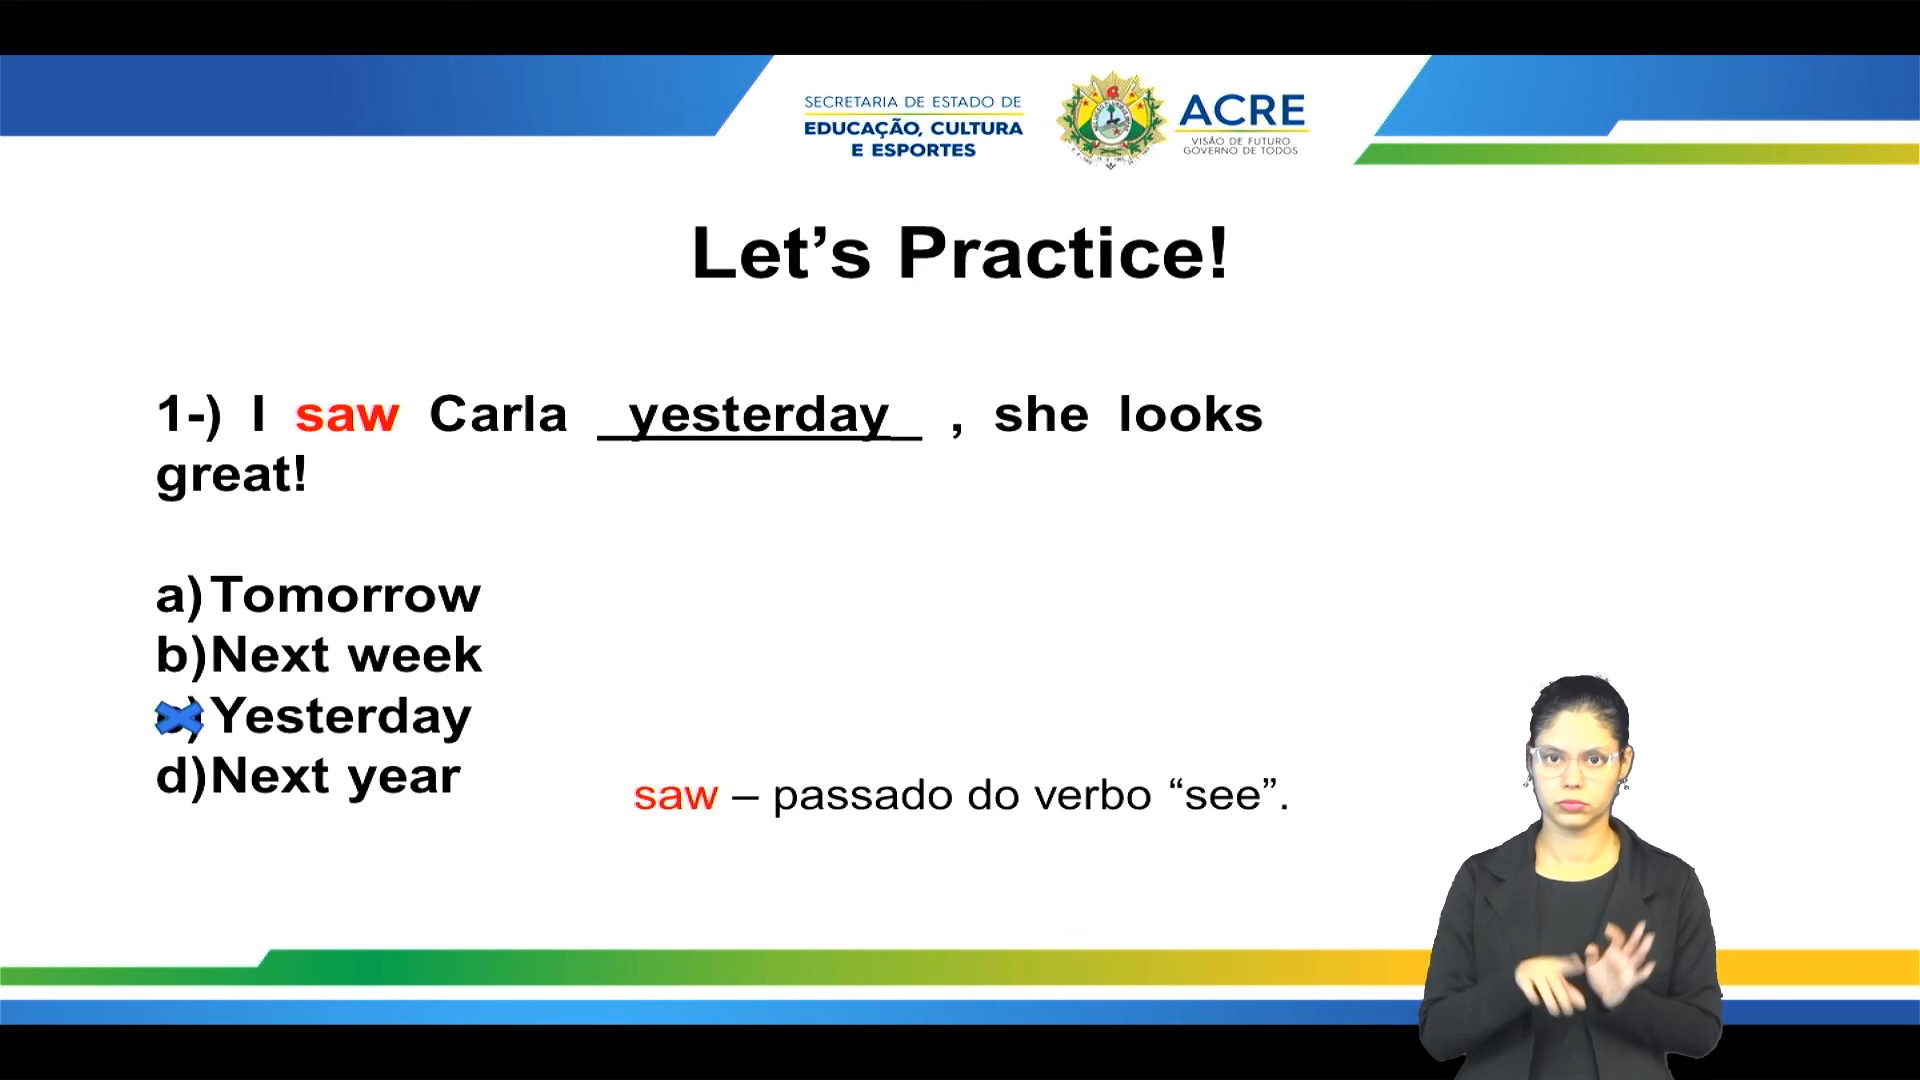 SECRETARIA DE ESTADO DE
EDUCAÇÃO, CULTURA
E ESPORTES
ACRE
VISÃO DE FUTURO
GOVERNO DE TODOS
Let’s Practice!
1-) I saw Carla yesterday , she looks
great!
a) Tomorrow
b) Next week
Yesterday
d) Next year
saw – passado do verbo “see”.